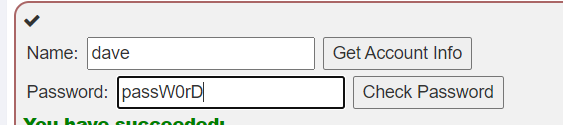 Name: dave Get Account Info
Password: passW0rD Check Password
You have succeeded: